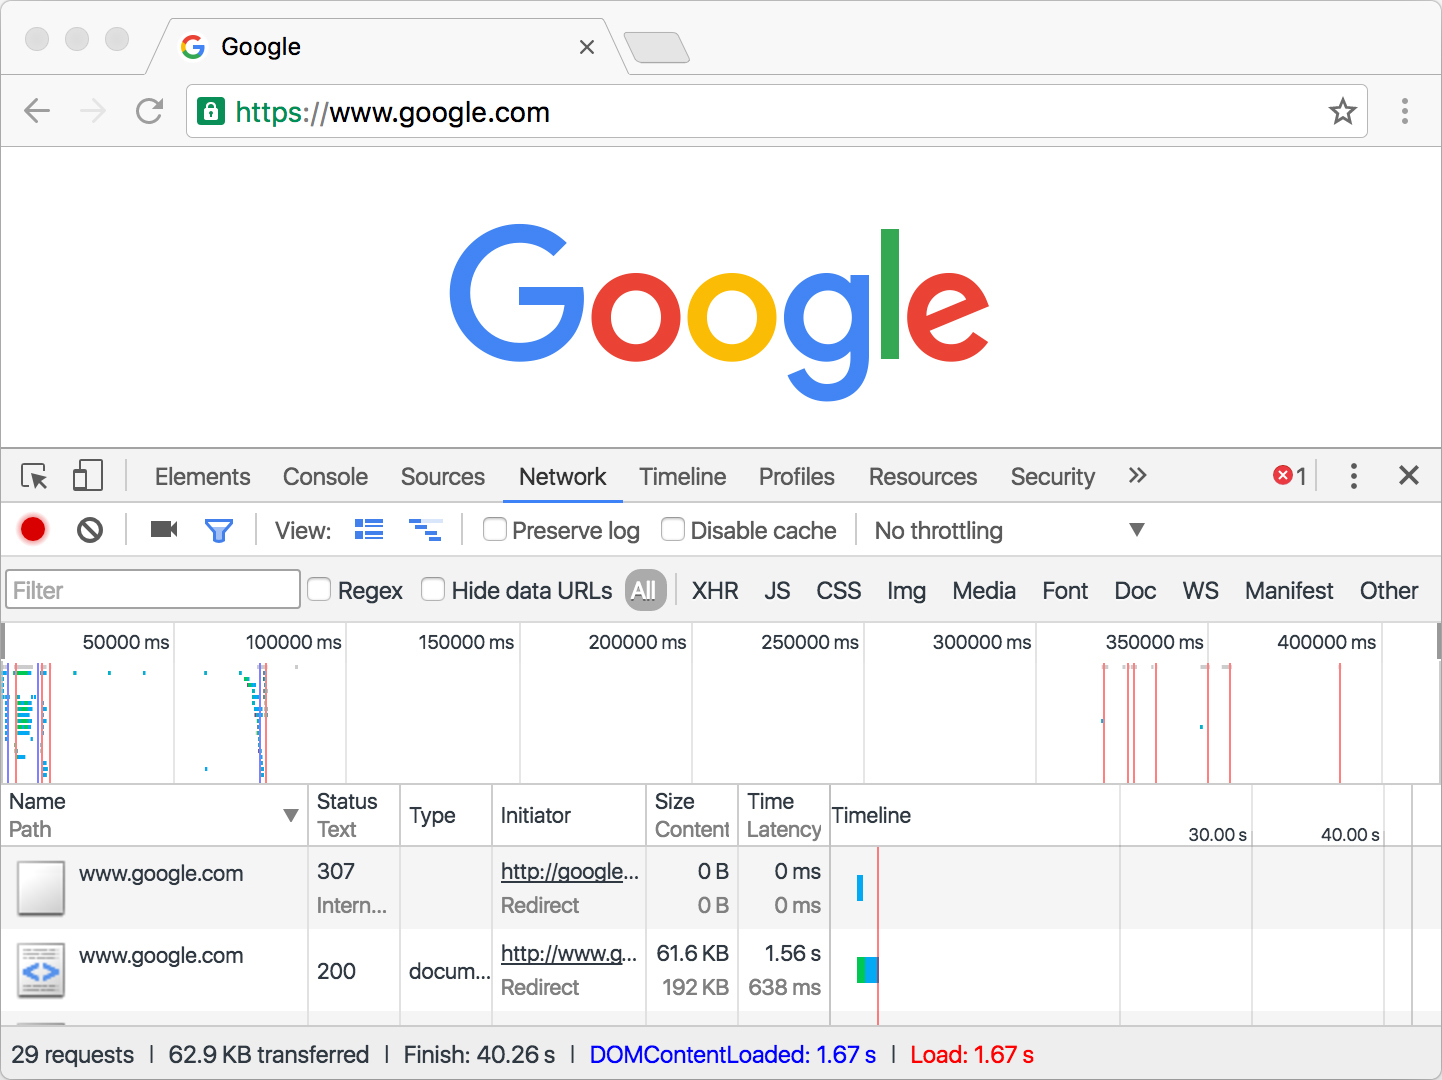 Google
https://www.google.com
Google
Elements Console Sources Network Timeline Profiles Resources Security 1
View: Preserve log Disable cache No throttling
Filter Regex Hide data URLs All XHR JS CSS Img Media Font Doc WS Manifest Other
50000 ms 100000 ms 150000 ms 200000 ms 250000 ms 300000 ms 350000 ms 400000 ms
Name Status Type Initiator Size Time Timeline
Path Text Content Latency 30.00 s 40.00 s
www.google.com 307 http://google... 0 B 0 ms
Intern... Redirect 0 B 0 ms
www.google.com 200 docum... http://www.g... 61.6 KB 1.56 s
Redirect 192 KB 638 ms
29 requests | 62.9 KB transferred | Finish: 40.26 s | DOMContentLoaded: 1.67 s | Load: 1.67 s